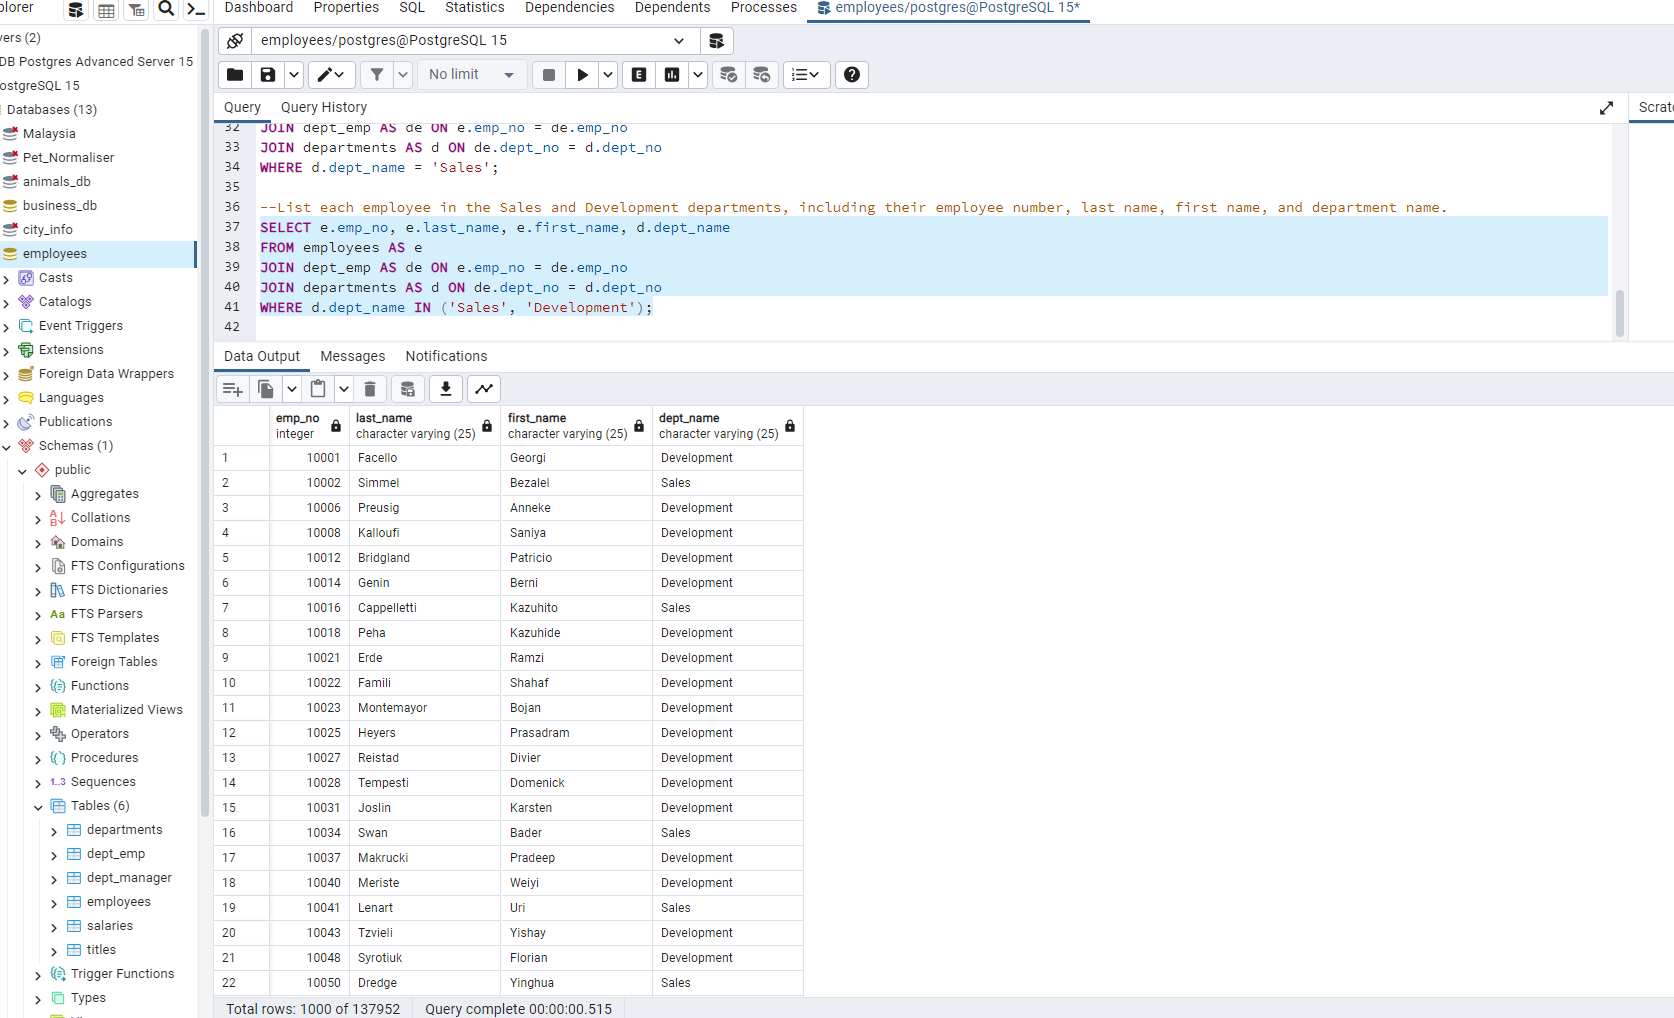 plorer
Dashboard Properties SQL Statistics Dependencies Dependents Processes employees/postgres@PostgreSQL 15*
vers (2)
DB Postgres Advanced Server 15
ostgreSQL 15
Databases (13)
Malaysia
Pet_Normaliser
animals_db
business_db
city_info
employees
Casts
Catalogs
Event Triggers
Extensions
Foreign Data Wrappers
Languages
Publications
Schemas (1)
public
Aggregates
Collations
Domains
FTS Configurations
FTS Dictionaries
Aa FTS Parsers
FTS Templates
Foreign Tables
Functions
Materialized Views
Operators
Procedures
1..3 Sequences
Tables (6)
departments
dept_emp
dept_manager
employees
salaries
titles
Trigger Functions
Types
employees/postgres@PostgreSQL 15
No limit
E
Query Query History
Scrat
32 JOIN dept_emp AS de ON e.emp_no = de.emp_no
33 JOIN departments AS d ON de.dept_no = d.dept_no
34 WHERE d.dept_name = 'Sales';
35
36 --List each employee in the Sales and Development departments, including their employee number, last name, first name, and department name.
37 SELECT e.emp_no, e.last_name, e.first_name, d.dept_name
38 FROM employees AS e
39 JOIN dept_emp AS de ON e.emp_no = de.emp_no
40 JOIN departments AS d ON de.dept_no = d.dept_no
41 WHERE d.dept_name IN ('Sales', 'Development');
42
Data Output Messages Notifications
emp_no last_name first_name dept_name
integer character varying (25) character varying (25) character varying (25)
1 10001 Facello Georgi Development
2 10002 Simmel Bezalel Sales
3 10006 Preusig Anneke Development
4 10008 Kalloufi Saniya Development
5 10012 Bridgland Patricio Development
6 10014 Genin Berni Development
7 10016 Cappelletti Kazuhito Sales
8 10018 Peha Kazuhide Development
9 10021 Erde Ramzi Development
10 10022 Famili Shahaf Development
11 10023 Montemayor Bojan Development
12 10025 Heyers Prasadram Development
13 10027 Reistad Divier Development
14 10028 Tempesti Domenick Development
15 10031 Joslin Karsten Development
16 10034 Swan Bader Sales
17 10037 Makrucki Pradeep Development
18 10040 Meriste Weiyi Development
19 10041 Lenart Uri Sales
20 10043 Tzvieli Yishay Development
21 10048 Syrotiuk Florian Development
22 10050 Dredge Yinghua Sales
Total rows: 1000 of 137952 Query complete 00:00:00.515